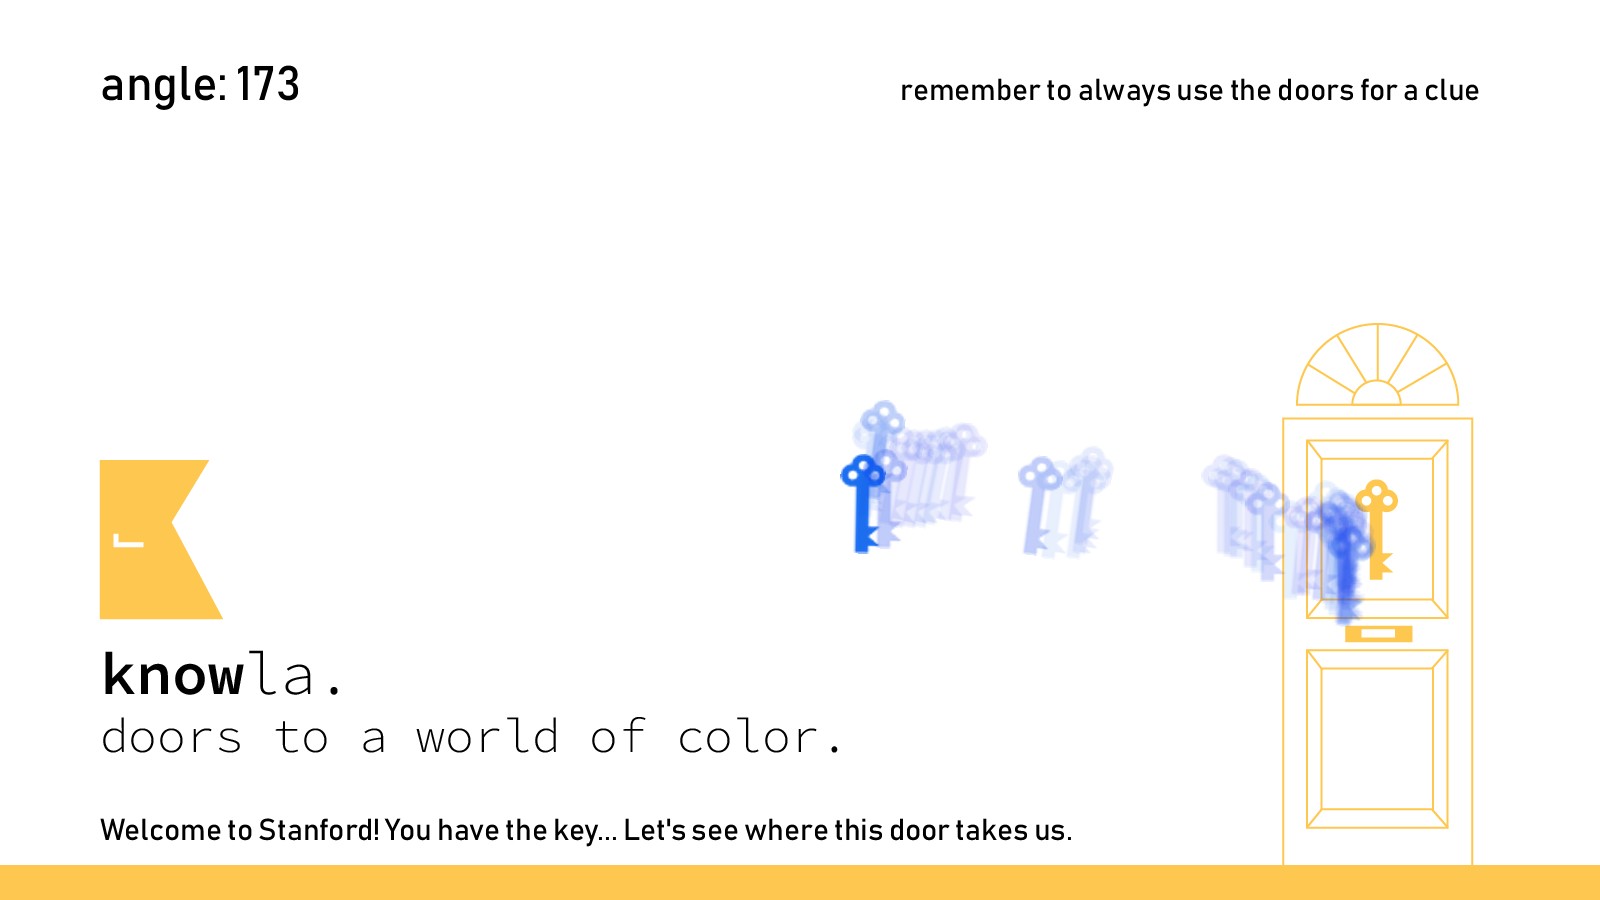 angle: 173
remember to always use the doors for a clue
knowla.
doors to a world of color.
Welcome to Stanford! You have the key... Let's see where this door takes us.